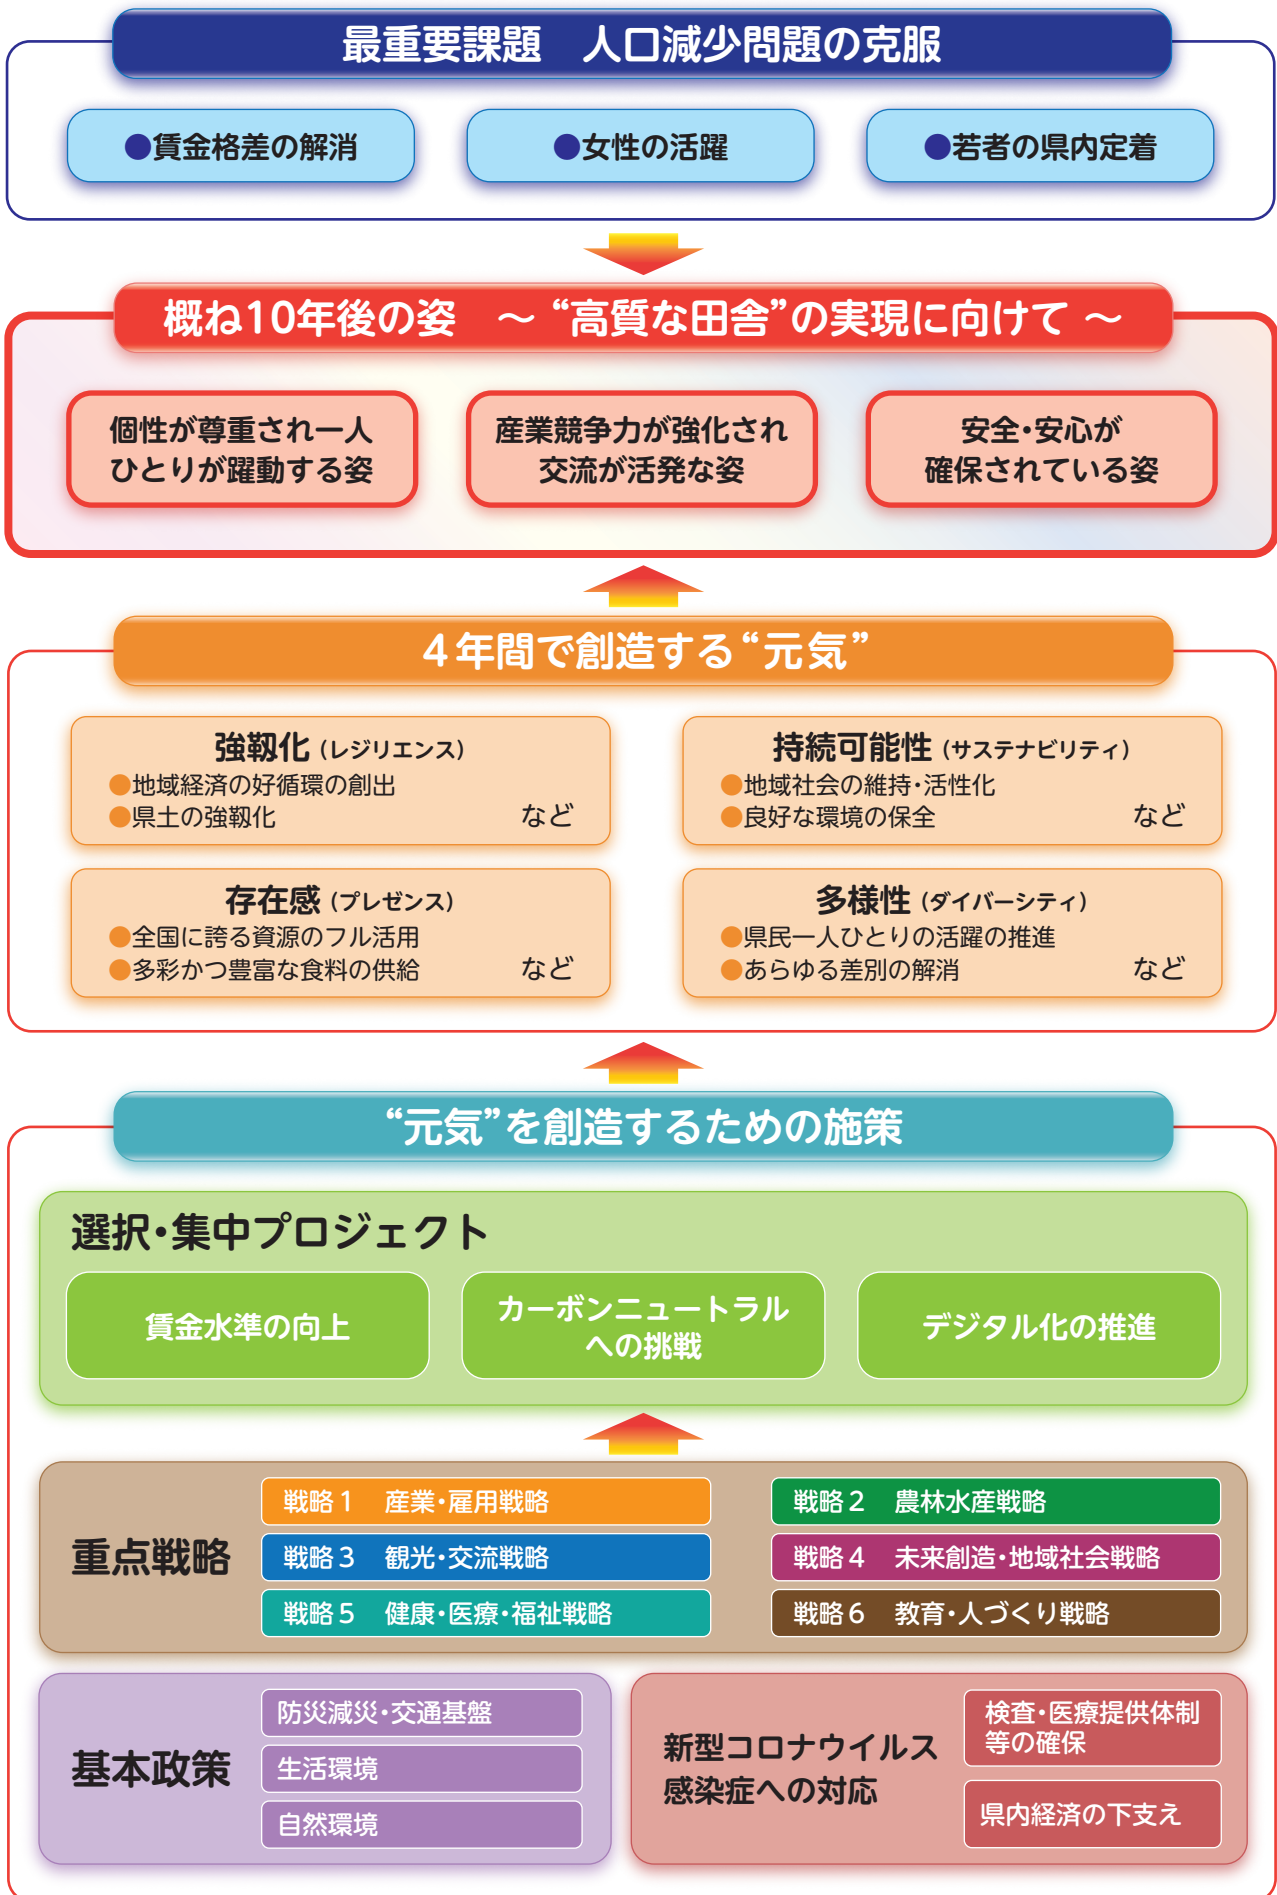 最重要課題　人口減少問題の克服
●賃金格差の解消
●女性の活躍
●若者の県内定着
概ね10年後の姿　～“高質な田舎”の実現に向けて～
個性が尊重され一人
ひとりが躍動する姿
産業競争力が強化され
交流が活発な姿
安全・安心が
確保されている姿
４年間で創造する“元気”
強靱化（レジリエンス）
●地域経済の好循環の創出
●県土の強靱化　など
持続可能性（サステナビリティ）
●地域社会の維持・活性化
●良好な環境の保全　など
存在感（プレゼンス）
●全国に誇る資源のフル活用
●多彩かつ豊富な食料の供給　など
多様性（ダイバーシティ）
●県民一人ひとりの活躍の推進
●あらゆる差別の解消　など
“元気”を創造するための施策
選択・集中プロジェクト
賃金水準の向上
カーボンニュートラル
への挑戦
デジタル化の推進
重点戦略
戦略１　産業・雇用戦略
戦略２　農林水産戦略
戦略３　観光・交流戦略
戦略４　未来創造・地域社会戦略
戦略５　健康・医療・福祉戦略
戦略６　教育・人づくり戦略
基本政策
防災減災・交通基盤
生活環境
自然環境
新型コロナウイルス
感染症への対応
検査・医療提供体制
等の確保
県内経済の下支え